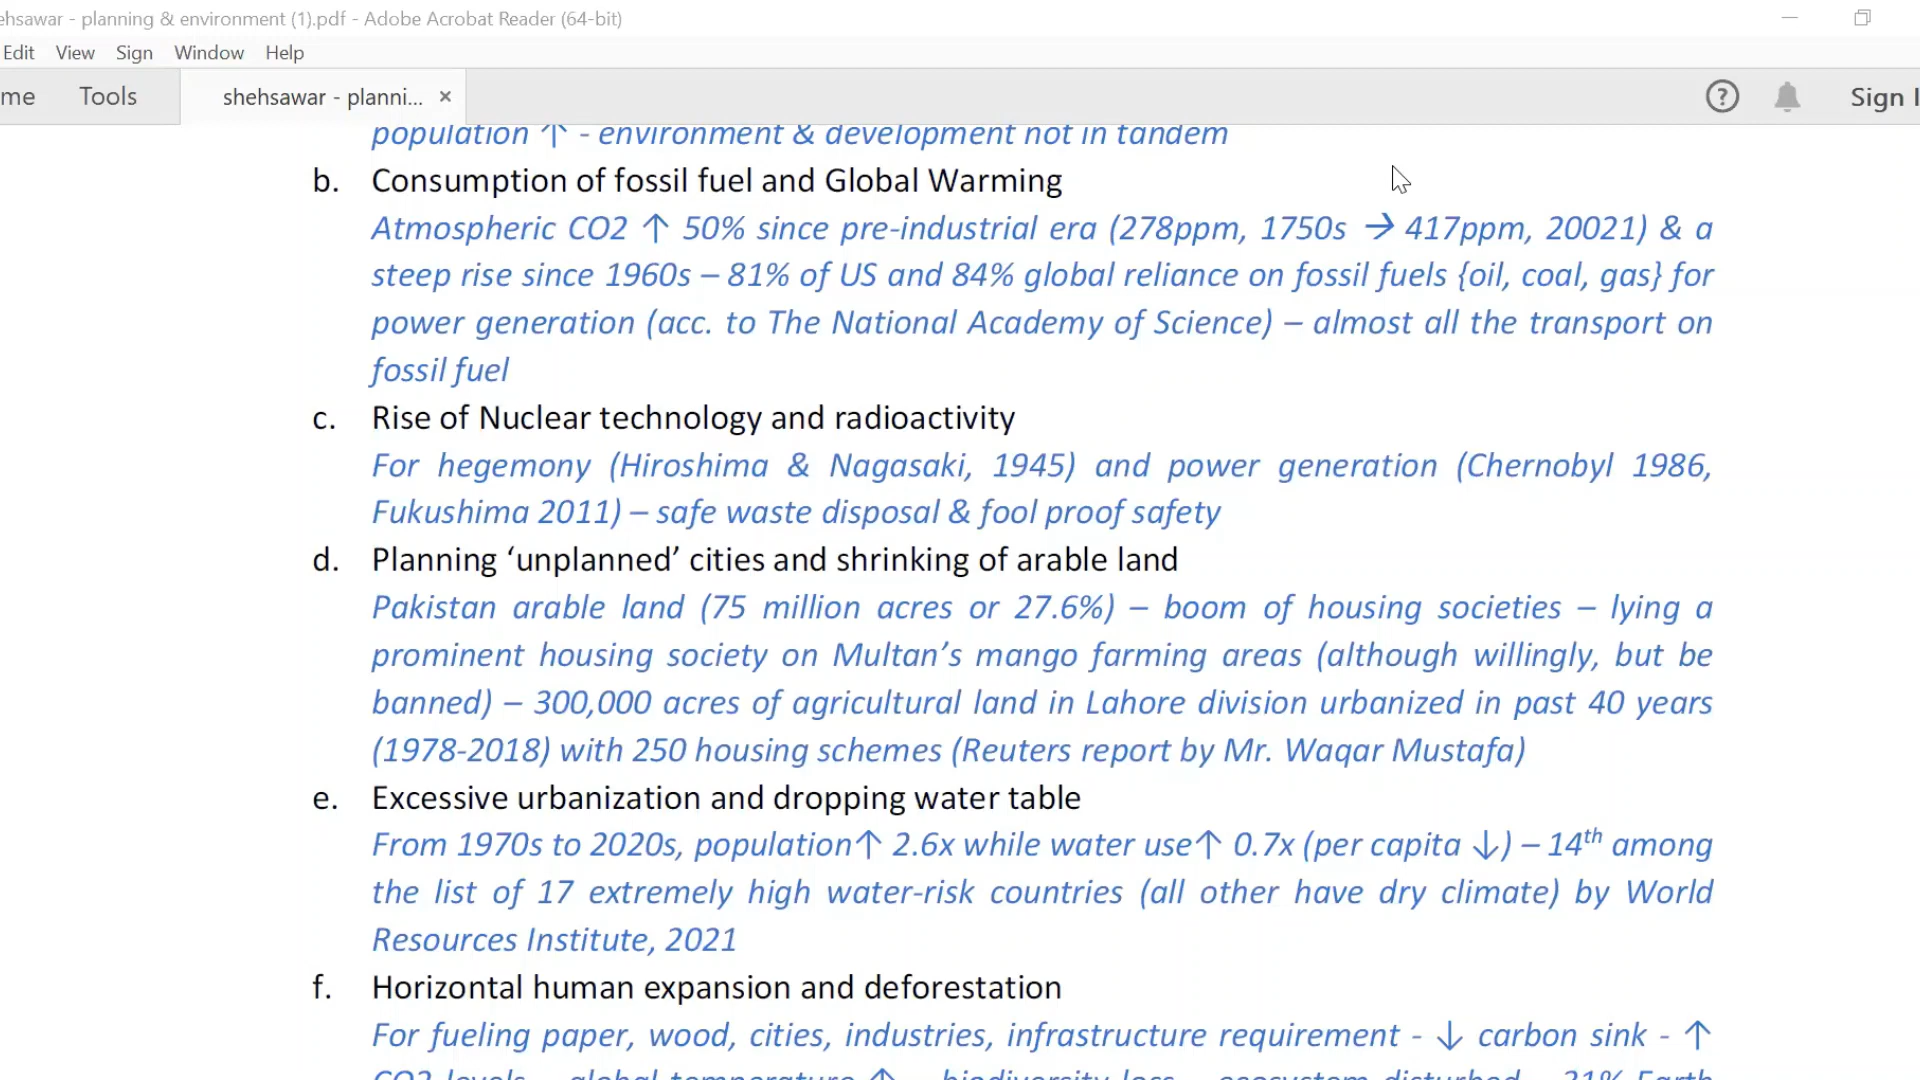 ehsawar - planning & environment (1).pdf - Adobe Acrobat Reader (64-bit)
Edit View Sign Window Help
me Tools shehsawar - planni... × ? Sign I
population ↑ - environment & development not in tandem
b. Consumption of fossil fuel and Global Warming
Atmospheric CO2 ↑ 50% since pre-industrial era (278ppm, 1750s → 417ppm, 20021) & a
steep rise since 1960s – 81% of US and 84% global reliance on fossil fuels {oil, coal, gas} for
power generation (acc. to The National Academy of Science) – almost all the transport on
fossil fuel
c. Rise of Nuclear technology and radioactivity
For hegemony (Hiroshima & Nagasaki, 1945) and power generation (Chernobyl 1986,
Fukushima 2011) – safe waste disposal & fool proof safety
d. Planning ‘unplanned’ cities and shrinking of arable land
Pakistan arable land (75 million acres or 27.6%) – boom of housing societies – lying a
prominent housing society on Multan’s mango farming areas (although willingly, but be
banned) – 300,000 acres of agricultural land in Lahore division urbanized in past 40 years
(1978-2018) with 250 housing schemes (Reuters report by Mr. Waqar Mustafa)
e. Excessive urbanization and dropping water table
From 1970s to 2020s, population↑ 2.6x while water use↑ 0.7x (per capita ↓) – 14th among
the list of 17 extremely high water-risk countries (all other have dry climate) by World
Resources Institute, 2021
f. Horizontal human expansion and deforestation
For fueling paper, wood, cities, industries, infrastructure requirement - ↓ carbon sink - ↑
CO2 levels – global temperature ↑ – biodiversity loss – ecosystem disturbed – 31% Earth